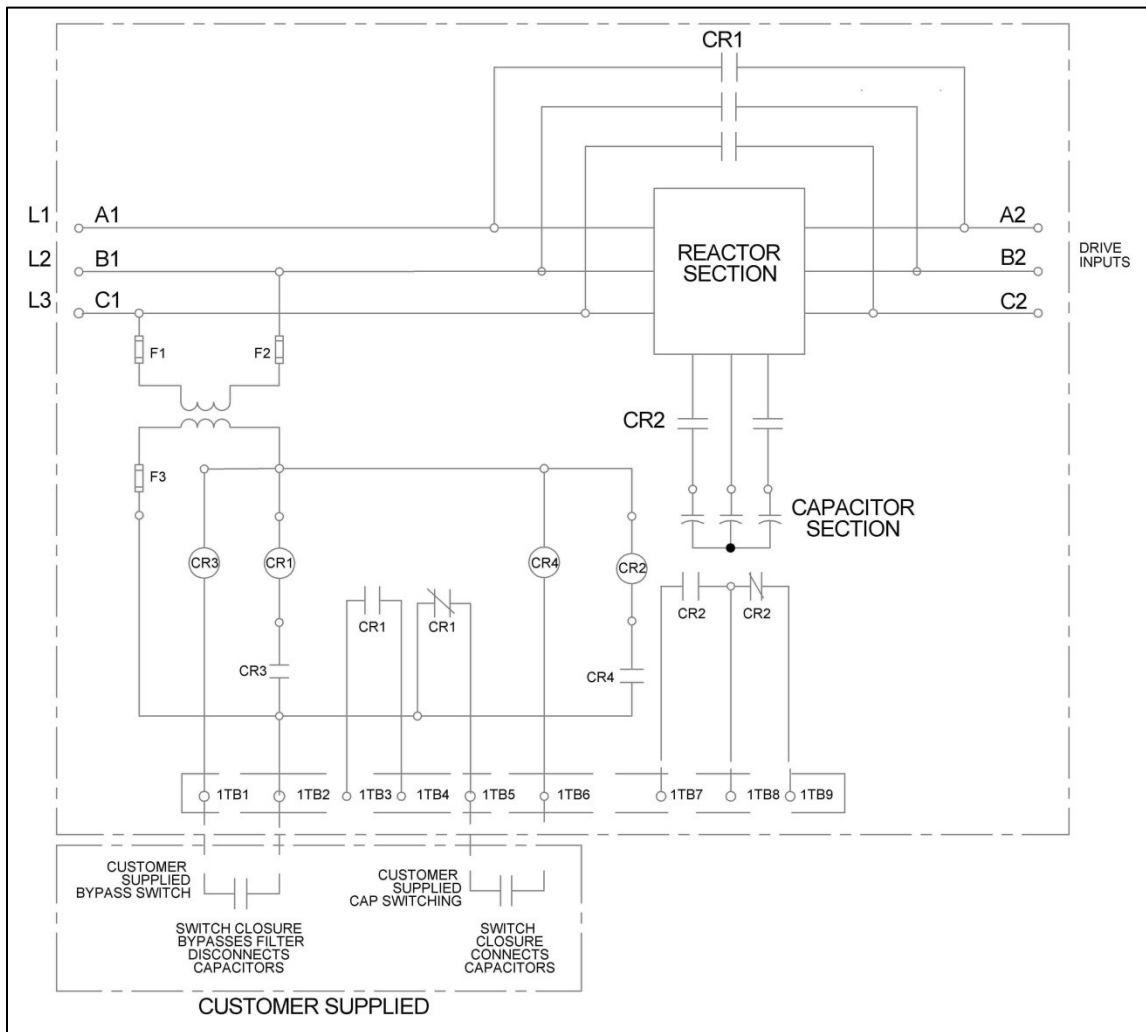 CR1
L1
A1
A2
L2
B1
REACTOR
SECTION
B2
DRIVE
INPUTS
L3
C1
C2
F1
F2
CR2
F3
CAPACITOR
SECTION
CR3
CR1
CR4
CR2
CR1
CR1
CR2
CR2
CR3
CR4
1TB1
1TB2
1TB3
1TB4
1TB5
1TB6
1TB7
1TB8
1TB9
CUSTOMER
SUPPLIED
BYPASS SWITCH
CUSTOMER
SUPPLIED
CAP SWITCHING
SWITCH CLOSURE
BYPASSES FILTER
DISCONNECTS
CAPACITORS
SWITCH
CLOSURE
CONNECTS
CAPACITORS
CUSTOMER SUPPLIED